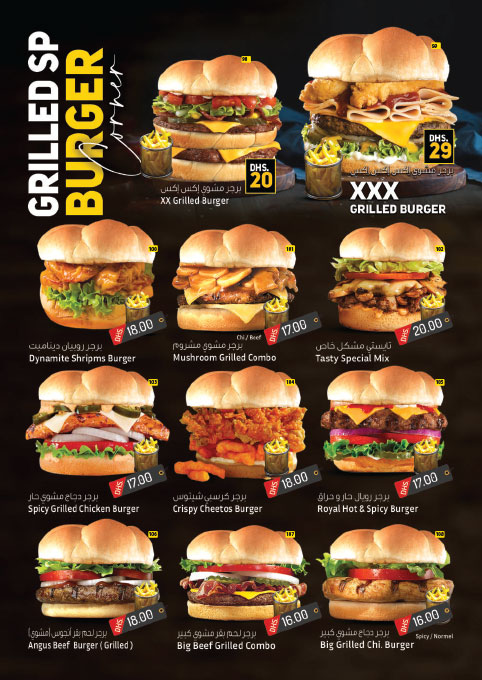 GRILLED SP
BURGER
Corner
98
DHS.
20
برجر مشوي إكس إكس
XX Grilled Burger
99
DHS.
29
برجر مشوي إكس إكس إكس
XXX
GRILLED BURGER
100
DHS. 18.00
برجر روبيان ديناميت
Dynamite Shripms Burger
101
Chi / Beef
DHS. 17.00
برجر مشوي مشروم
Mushroom Grilled Combo
102
DHS. 20.00
تايستي مشكل خاص
Tasty Special Mix
103
DHS. 17.00
برجر دجاج مشوي حار
Spicy Grilled Chicken Burger
104
DHS. 18.00
برجر كرسبي شيتوس
Crispy Cheetos Burger
105
DHS. 17.00
برجر رويال حار و حراق
Royal Hot & Spicy Burger
106
DHS. 18.00
برجر لحم بقر أنجوس (مشوي)
Angus Beef Burger ( Grilled )
107
DHS. 16.00
برجر لحم بقر مشوي كبير
Big Beef Grilled Combo
108
DHS. 16.00
Spicy / Normel
برجر دجاج مشوي كبير
Big Grilled Chi. Burger